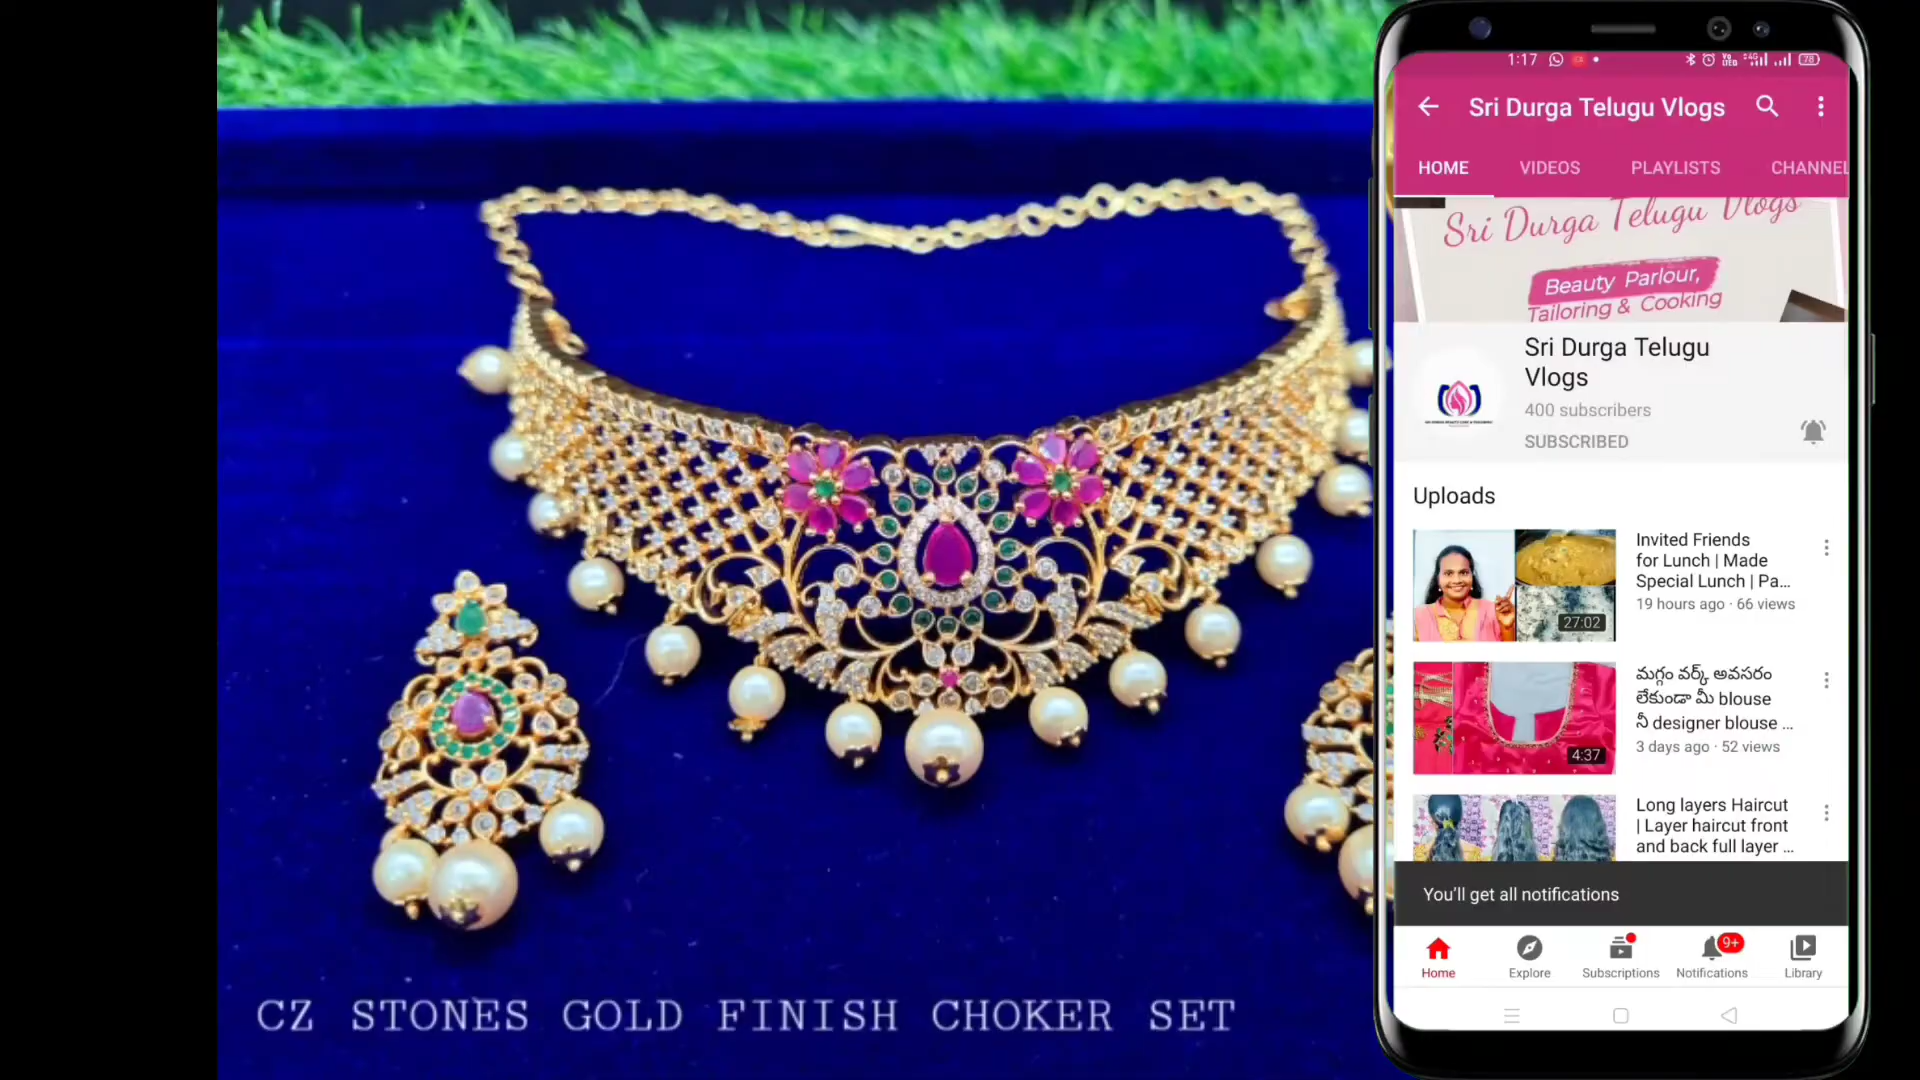 CZ STONES GOLD FINISH CHOKER SET
1:17
78
Sri Durga Telugu Vlogs
HOME VIDEOS PLAYLISTS CHANNEL
Sri Durga Telugu Vlogs
Beauty Parlour,
Tailoring & Cooking
Sri Durga Telugu
Vlogs
400 subscribers
SUBSCRIBED
Uploads
Invited Friends
for Lunch | Made
Special Lunch | Pa...
19 hours ago · 66 views
27:02
మగ్గం వర్క్ అవసరం
లేకుండా మీ blouse
నీ designer blouse ...
3 days ago · 52 views
4:37
Long layers Haircut
| Layer haircut front
and back full layer ...
You'll get all notifications
9+
Home Explore Subscriptions Notifications Library